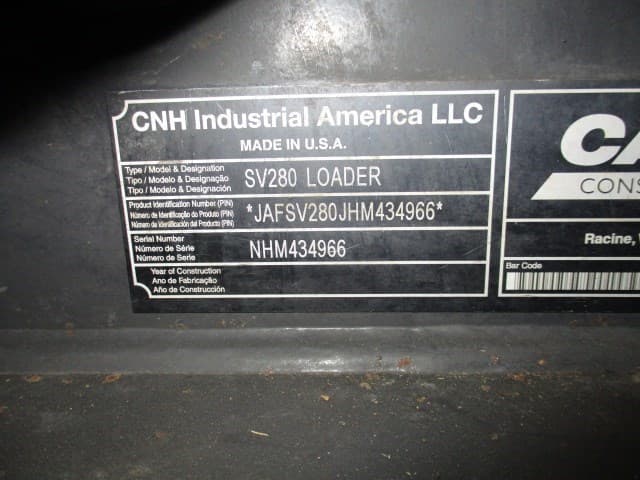 CNH Industrial America LLC
MADE IN U.S.A.
Type / Model & Designation
Tipo / Modelo & Designação
Tipo / Modelo & Designación
SV280 LOADER
Product Identification Number (PIN)
Número de Identificação do Produto (PIN)
Número de Identificación del Producto (PIN)
*JAFSV280JHM434966*
Serial Number
Número de Série
Número de Serie
NHM434966
Year of Construction
Ano de Fabricação
Año de Construcción
CA
CONS
Racine,
Bar Code